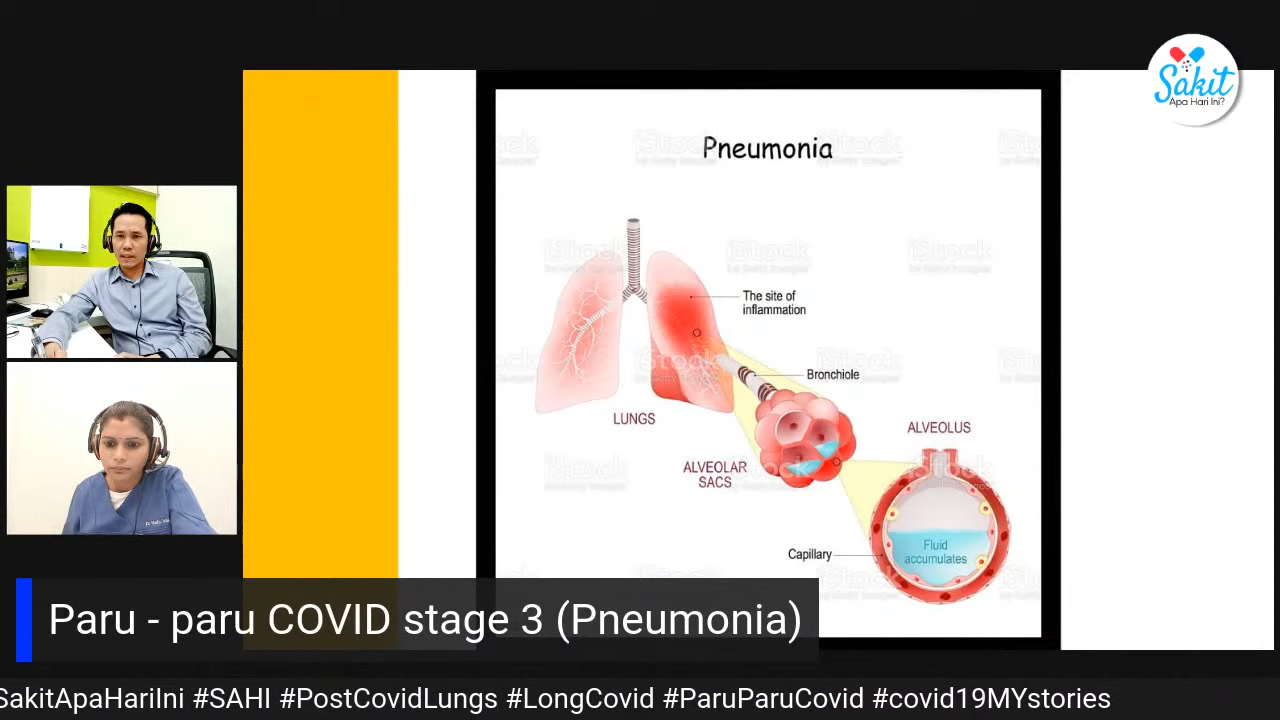 Sakit
Apa Hari Ini?
Pneumonia
The site of
inflammation
Bronchiole
LUNGS
ALVEOLUS
ALVEOLAR
SACS
Capillary
Fluid
accumulates
iStock
Paru - paru COVID stage 3 (Pneumonia)
SakitApaHariIni #SAHI #PostCovidLungs #LongCovid #ParuParuCovid #covid19MYstories